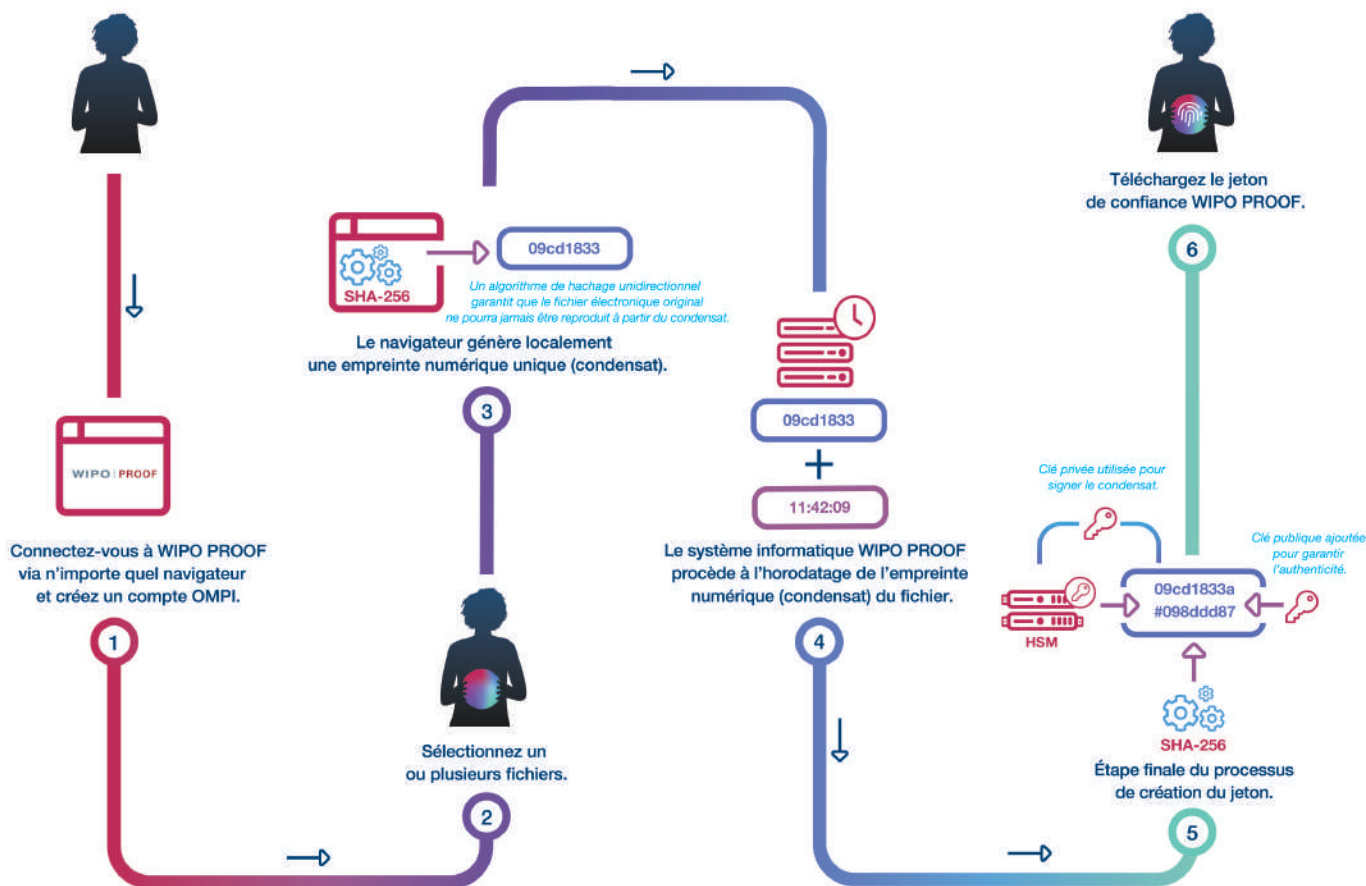 WIPO | PROOF
Connectez-vous à WIPO PROOF
via n’importe quel navigateur
et créez un compte OMPI.
1
Sélectionnez un
ou plusieurs fichiers.
2
SHA-256
09cd1833
Un algorithme de hachage unidirectionnel
garantit que le fichier électronique original
ne pourra jamais être reproduit à partir du condensat.
Le navigateur génère localement
une empreinte numérique unique (condensat).
3
09cd1833
+
11:42:09
Le système informatique WIPO PROOF
procède à l’horodatage de l’empreinte
numérique (condensat) du fichier.
4
Clé privée utilisée pour
signer le condensat.
Clé publique ajoutée
pour garantir
l’authenticité.
09cd1833a
#098ddd87
HSM
SHA-256
Étape finale du processus
de création du jeton.
5
Téléchargez le jeton
de confiance WIPO PROOF.
6